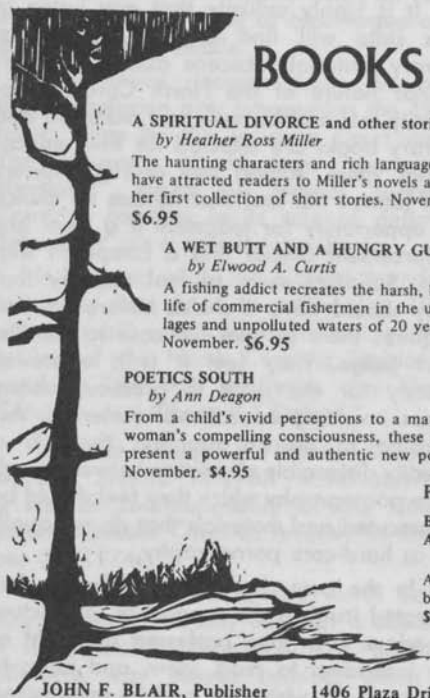 BOOKS
A SPIRITUAL DIVORCE and other stor
by Heather Ross Miller
The haunting characters and rich language
have attracted readers to Miller's novels a
her first collection of short stories. Novem
$6.95
A WET BUTT AND A HUNGRY GU
by Elwood A. Curtis
A fishing addict recreates the harsh,
life of commercial fishermen in the u
lages and unpolluted waters of 20 ye
November. $6.95
POETICS SOUTH
by Ann Deagon
From a child's vivid perceptions to a ma
woman's compelling consciousness, these
present a powerful and authentic new po
November. $4.95
JOHN F. BLAIR, Publisher 1406 Plaza Dri